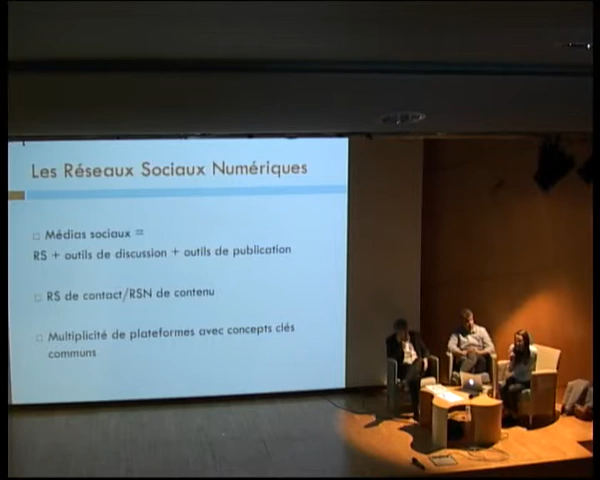 Les Réseaux Sociaux Numériques
Médias sociaux =
RS + outils de discussion + outils de publication
RS de contact/RSN de contenu
Multiplicité de plateformes avec concepts clés
communs